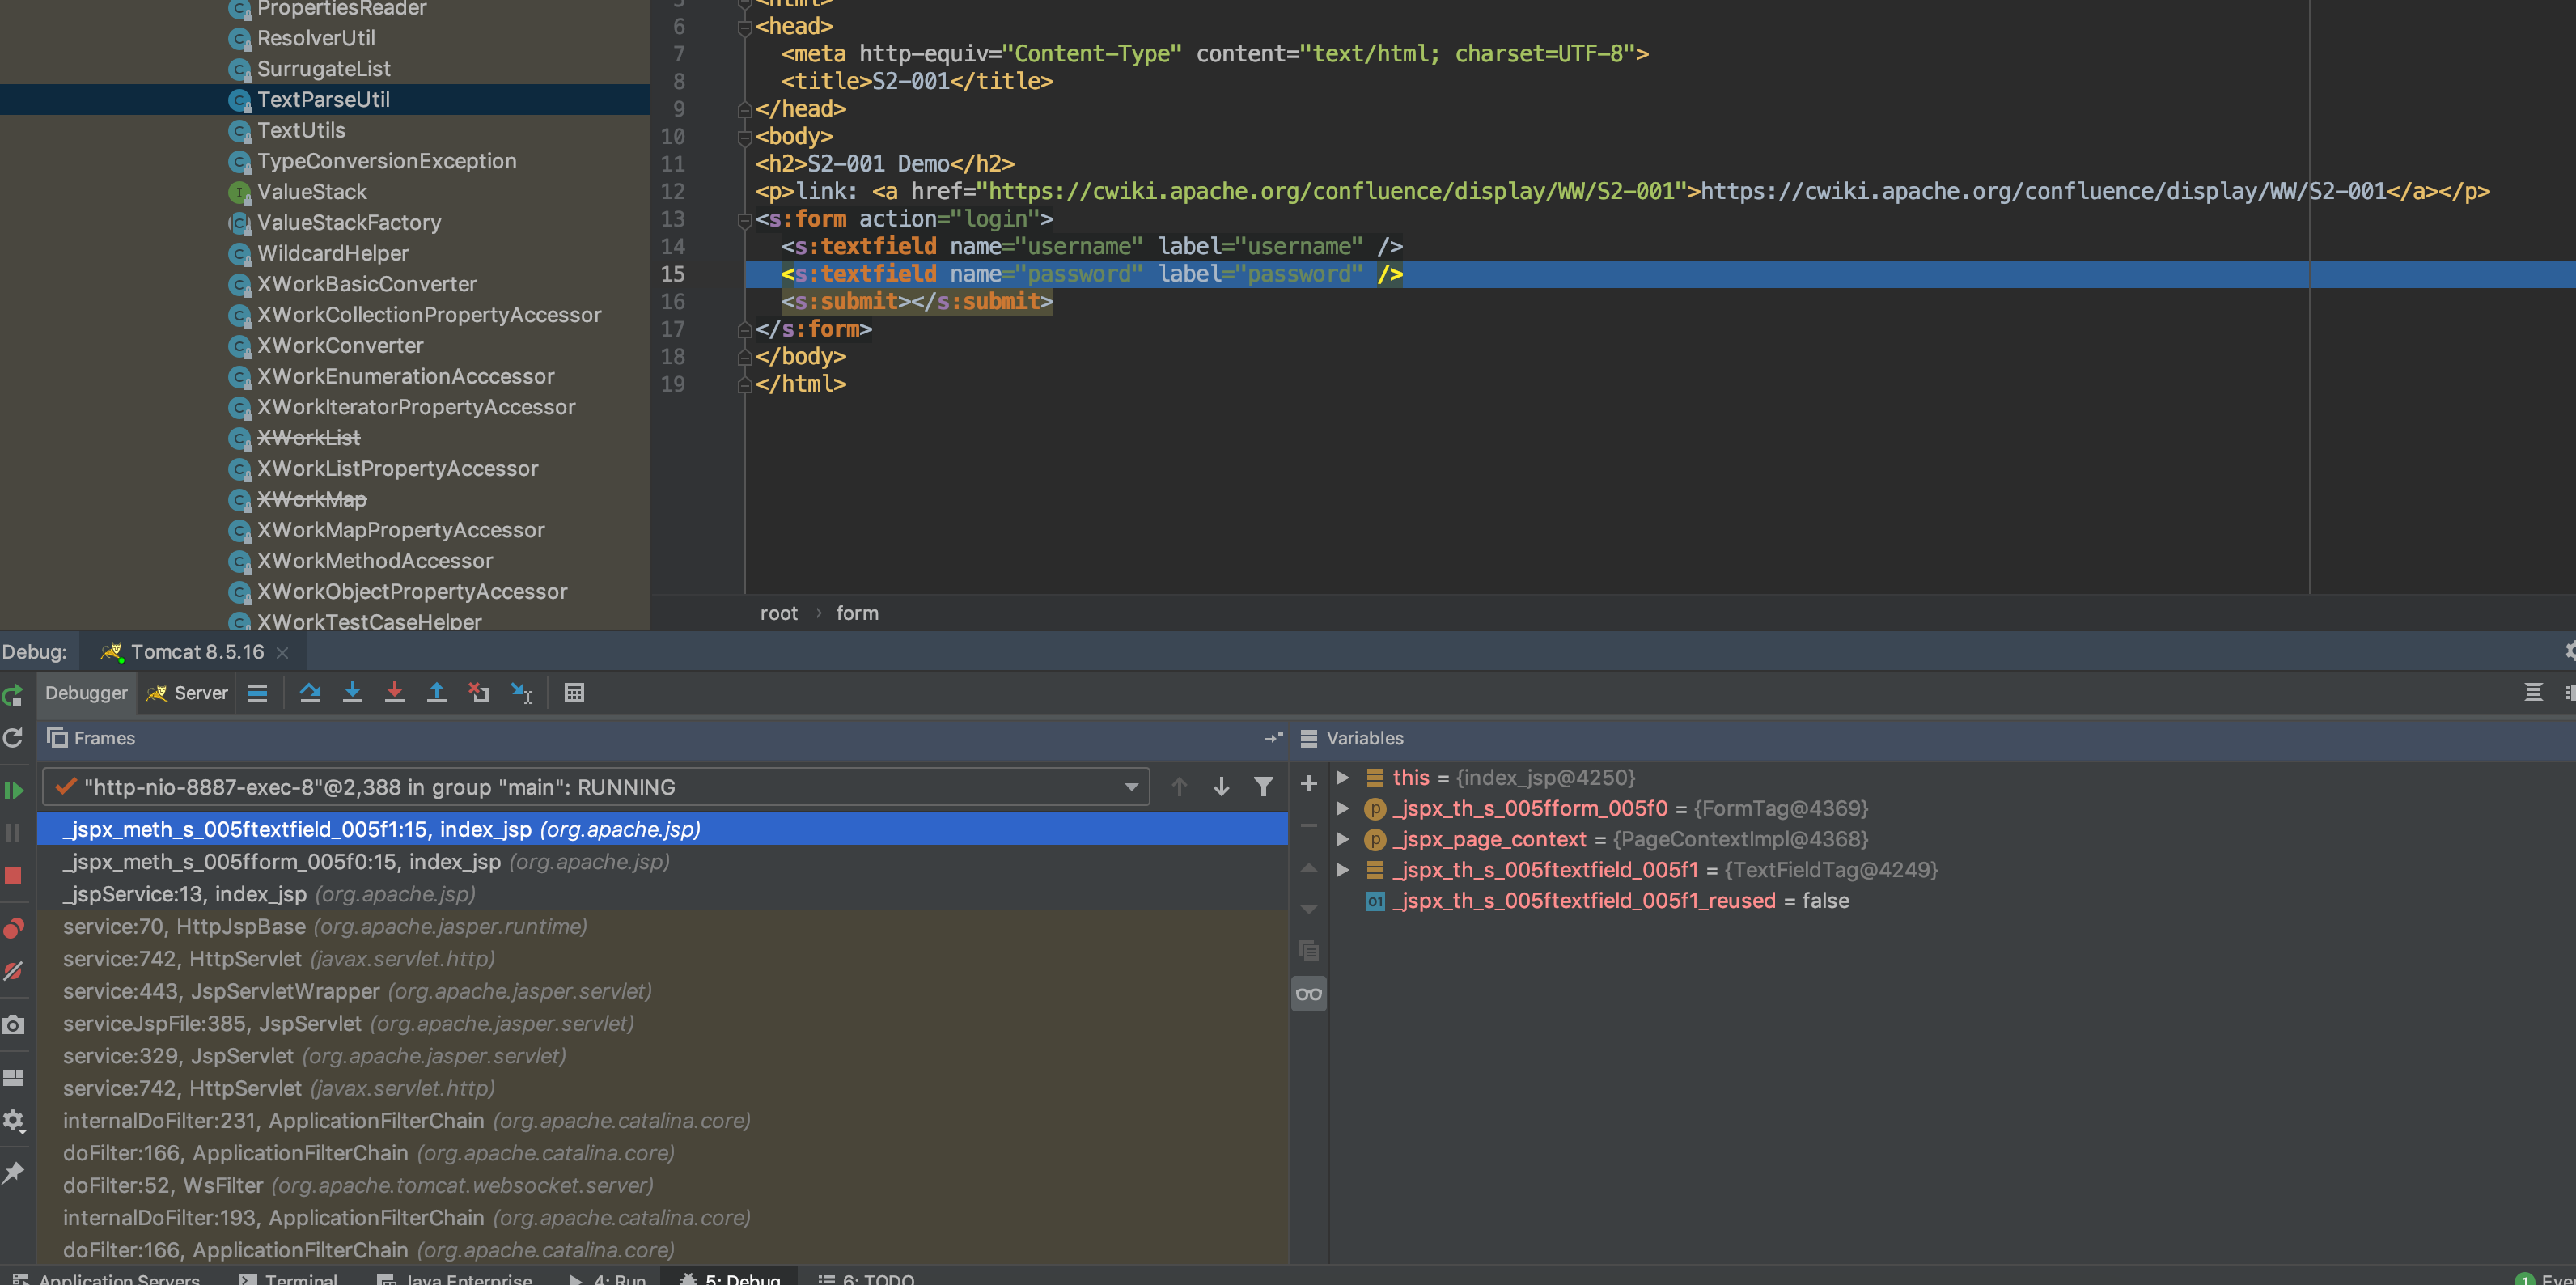 PropertiesReader
ResolverUtil
SurrugateList
TextParseUtil
TextUtils
TypeConversionException
ValueStack
ValueStackFactory
WildcardHelper
XWorkBasicConverter
XWorkCollectionPropertyAccessor
XWorkConverter
XWorkEnumerationAcccessor
XWorkIteratorPropertyAccessor
XWorkList
XWorkListPropertyAccessor
XWorkMap
XWorkMapPropertyAccessor
XWorkMethodAccessor
XWorkObjectPropertyAccessor
XWorkTestCaseHelper
5 <html>
6 <head>
7 <meta http-equiv="Content-Type" content="text/html; charset=UTF-8">
8 <title>S2-001</title>
9 </head>
10 <body>
11 <h2>S2-001 Demo</h2>
12 <p>link: <a href="https://cwiki.apache.org/confluence/display/WW/S2-001">https://cwiki.apache.org/confluence/display/WW/S2-001</a></p>
13 <s:form action="login">
14 <s:textfield name="username" label="username" />
15 <s:textfield name="password" label="password" />
16 <s:submit></s:submit>
17 </s:form>
18 </body>
19 </html>
root › form
Debug: Tomcat 8.5.16
Debugger Server
Frames
"http-nio-8887-exec-8"@2,388 in group "main": RUNNING
_jspx_meth_s_005ftextfield_005f1:15, index_jsp (org.apache.jsp)
_jspx_meth_s_005fform_005f0:15, index_jsp (org.apache.jsp)
_jspService:13, index_jsp (org.apache.jsp)
service:70, HttpJspBase (org.apache.jasper.runtime)
service:742, HttpServlet (javax.servlet.http)
service:443, JspServletWrapper (org.apache.jasper.servlet)
serviceJspFile:385, JspServlet (org.apache.jasper.servlet)
service:329, JspServlet (org.apache.jasper.servlet)
service:742, HttpServlet (javax.servlet.http)
internalDoFilter:231, ApplicationFilterChain (org.apache.catalina.core)
doFilter:166, ApplicationFilterChain (org.apache.catalina.core)
doFilter:52, WsFilter (org.apache.tomcat.websocket.server)
internalDoFilter:193, ApplicationFilterChain (org.apache.catalina.core)
doFilter:166, ApplicationFilterChain (org.apache.catalina.core)
Variables
this = {index_jsp@4250}
_jspx_th_s_005fform_005f0 = {FormTag@4369}
_jspx_page_context = {PageContextImpl@4368}
_jspx_th_s_005ftextfield_005f1 = {TextFieldTag@4249}
_jspx_th_s_005ftextfield_005f1_reused = false
Application Servers Terminal Java Enterprise 4: Run 5: Debug 6: TODO 1 Eve